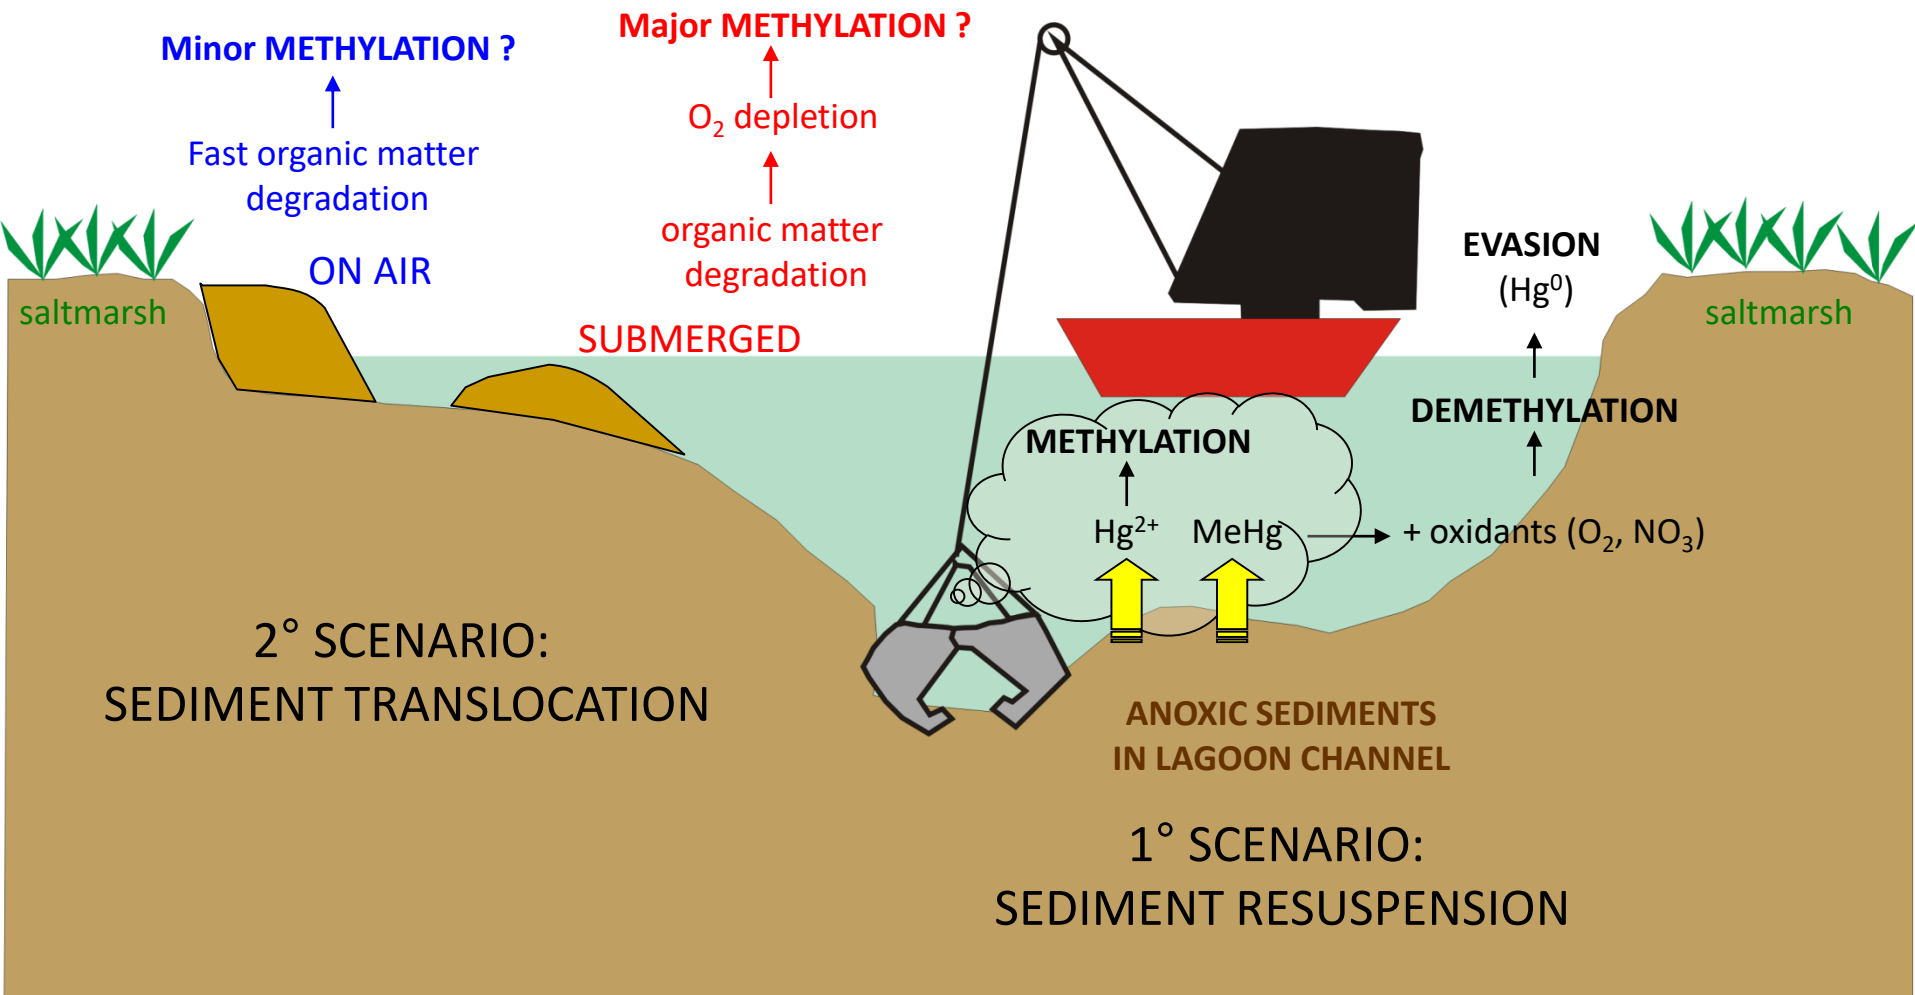 Minor METHYLATION ?
Fast organic matter
degradation
ON AIR
Major METHYLATION ?
O₂ depletion
organic matter
degradation
SUBMERGED
saltmarsh
EVASION
(Hg⁰)
saltmarsh
DEMETHYLATION
METHYLATION
Hg²⁺ MeHg + oxidants (O₂, NO₃)
2° SCENARIO:
SEDIMENT TRANSLOCATION
ANOXIC SEDIMENTS
IN LAGOON CHANNEL
1° SCENARIO:
SEDIMENT RESUSPENSION